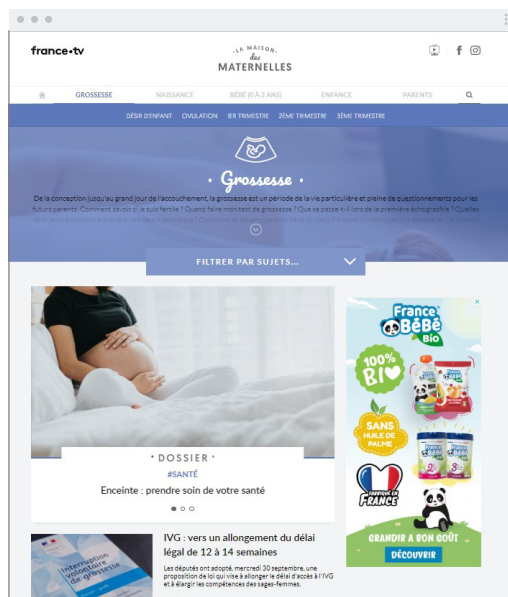 france•tv
•LA MAISON•
des
MATERNELLES
GROSSESSE NAISSANCE BÉBÉ (0 À 2 ANS) ENFANCE PARENTS
DÉSIR D'ENFANT OVULATION 1ER TRIMESTRE 2ÈME TRIMESTRE 3ÈME TRIMESTRE
• Grossesse •
De la conception jusqu'au grand jour de l'accouchement, la grossesse est un période de la vie particulière et pleine de questionnements pour les
futurs parents. Comment savoir si je suis fertile ? Quand faire mon test de grossesse ? Que se passe-t-il lors de la première échographie ? Quelles
FILTRER PAR SUJETS...
• DOSSIER •
#SANTÉ
Enceinte : prendre soin de votre santé
Interruption
volontaire
de grossesse
IVG : vers un allongement du délai
légal de 12 à 14 semaines
Les députés ont adopté, mercredi 30 septembre, une
proposition de loi qui vise à allonger le délai d'accès à l'IVG
et à élargir les compétences des sages-femmes.
France
BéBé
Bio
100%
BIO
SANS
HUILE DE
PALME
FABRIQUÉ EN
FRANCE
GRANDIR A BON GOÛT
DÉCOUVRIR